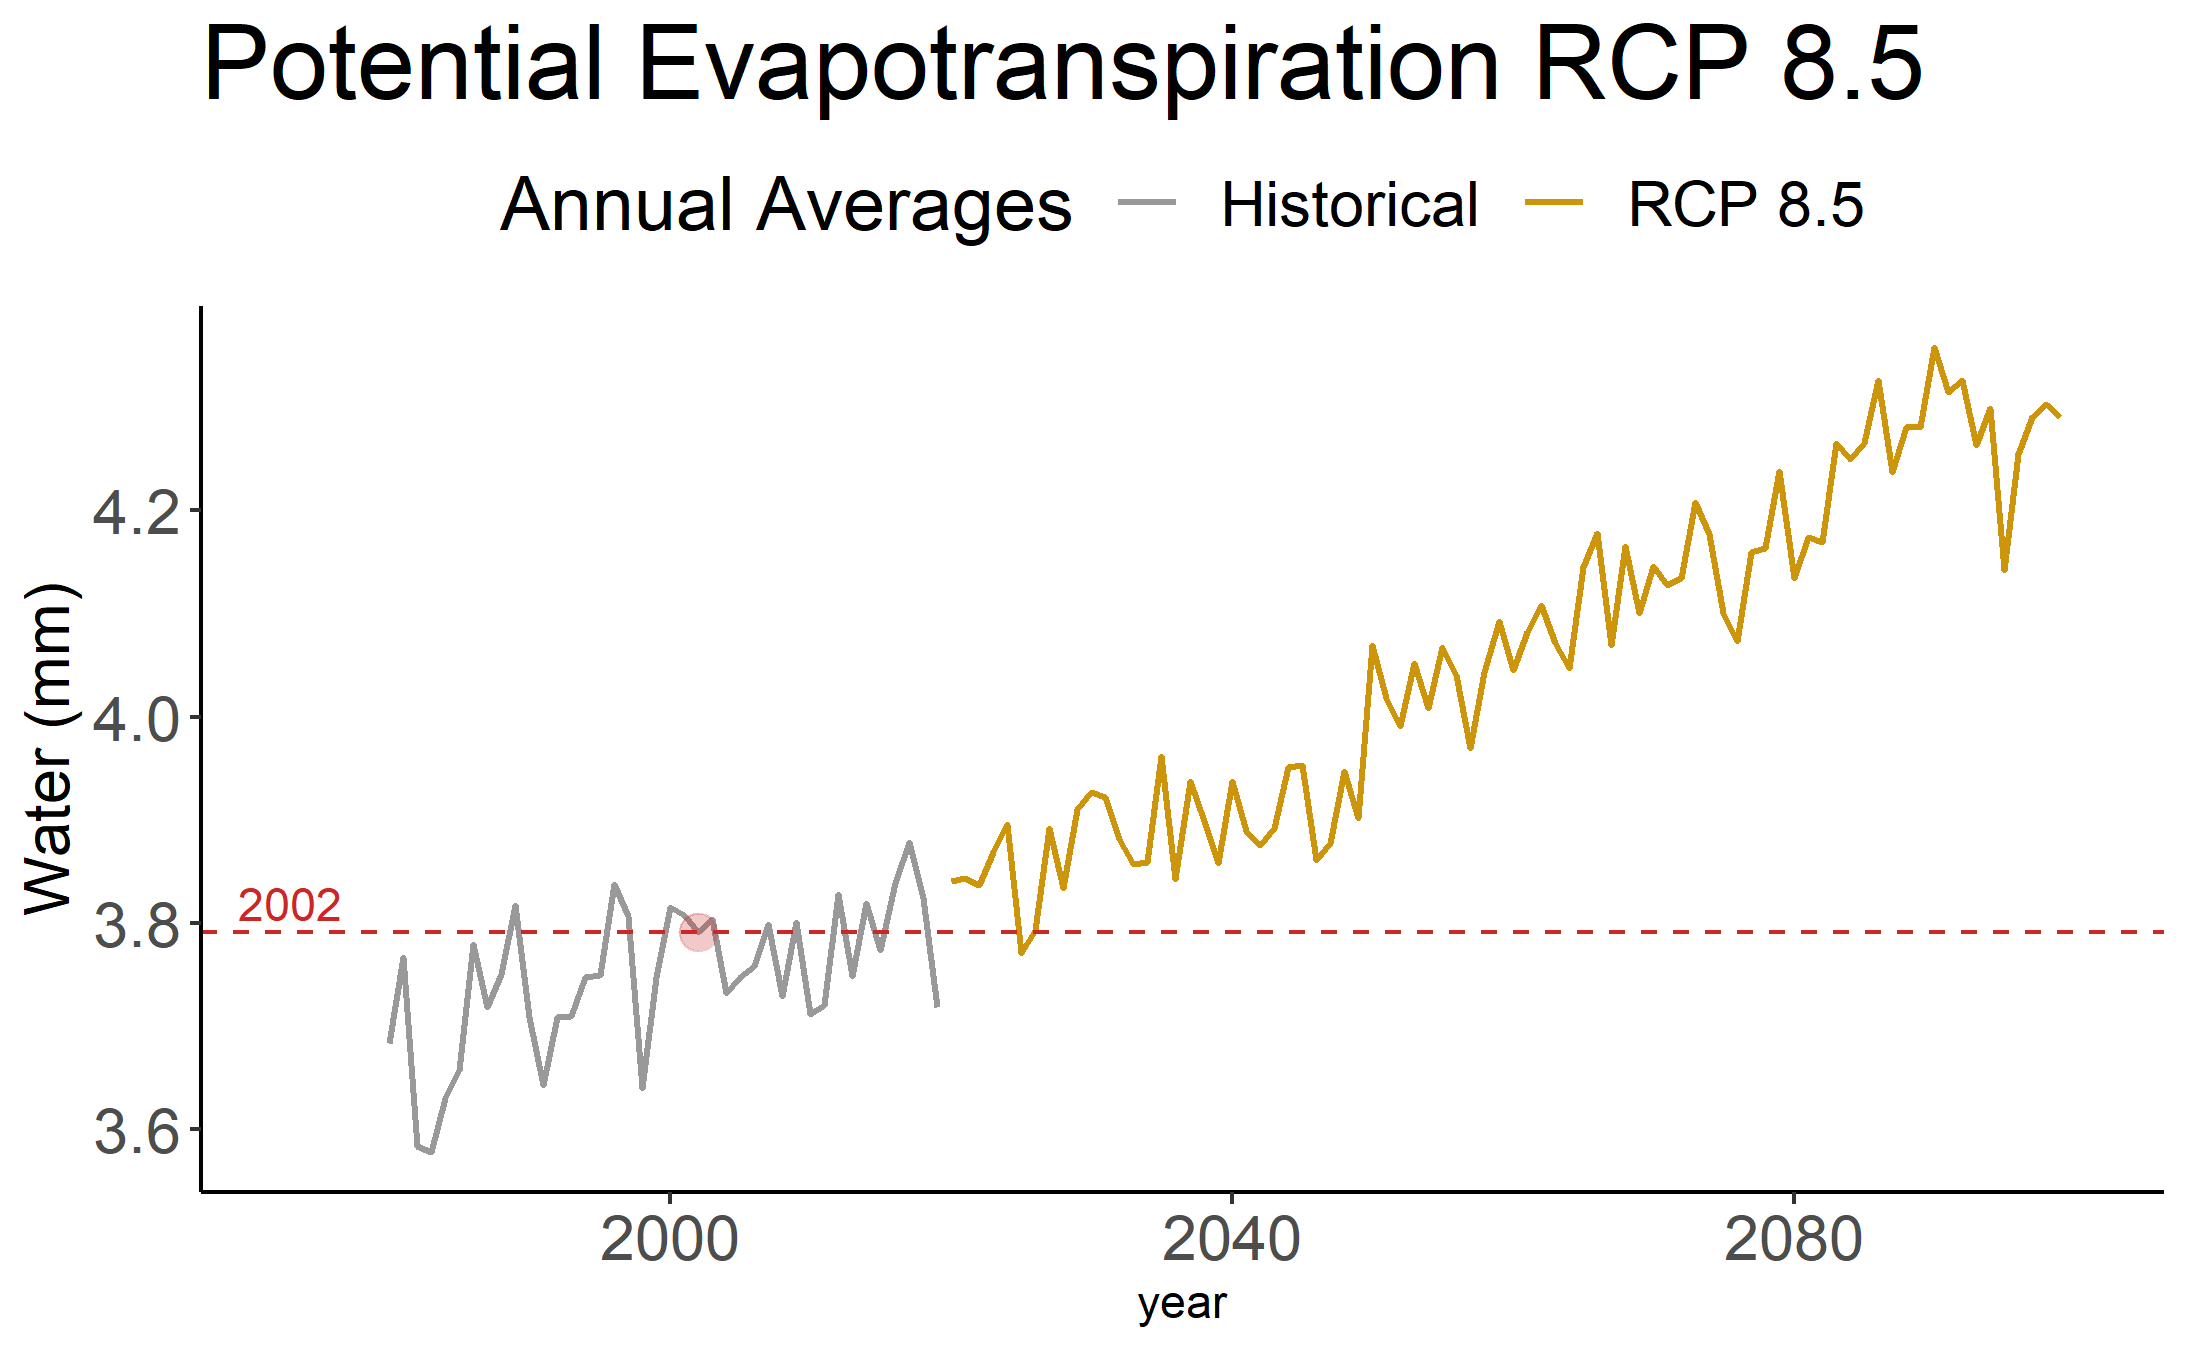 Potential Evapotranspiration RCP 8.5
Annual Averages Historical RCP 8.5
Water (mm)
4.2
4.0
3.8
3.6
2002
2000 2040 2080
year